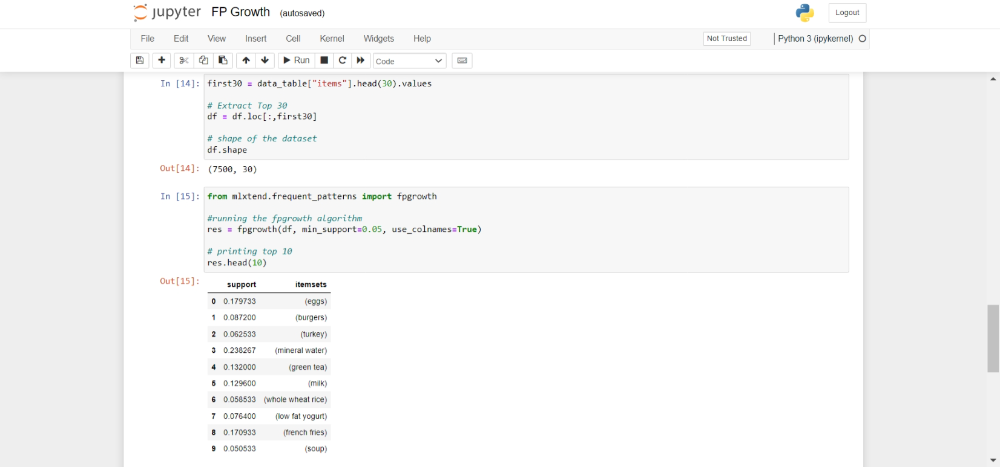 jupyter FP Growth (autosaved) Logout
File Edit View Insert Cell Kernel Widgets Help Not Trusted Python 3 (ipykernel)
Run Code
In [14]: first30 = data_table["items"].head(30).values
# Extract Top 30
df = df.loc[:,first30]
# shape of the dataset
df.shape
Out[14]: (7500, 30)
In [15]: from mlxtend.frequent_patterns import fpgrowth
#running the fpgrowth algorithm
res = fpgrowth(df, min_support=0.05, use_colnames=True)
# printing top 10
res.head(10)
Out[15]:
support itemsets
0 0.179733 (eggs)
1 0.087200 (burgers)
2 0.062533 (turkey)
3 0.238267 (mineral water)
4 0.132000 (green tea)
5 0.129600 (milk)
6 0.058533 (whole wheat rice)
7 0.076400 (low fat yogurt)
8 0.170933 (french fries)
9 0.050533 (soup)